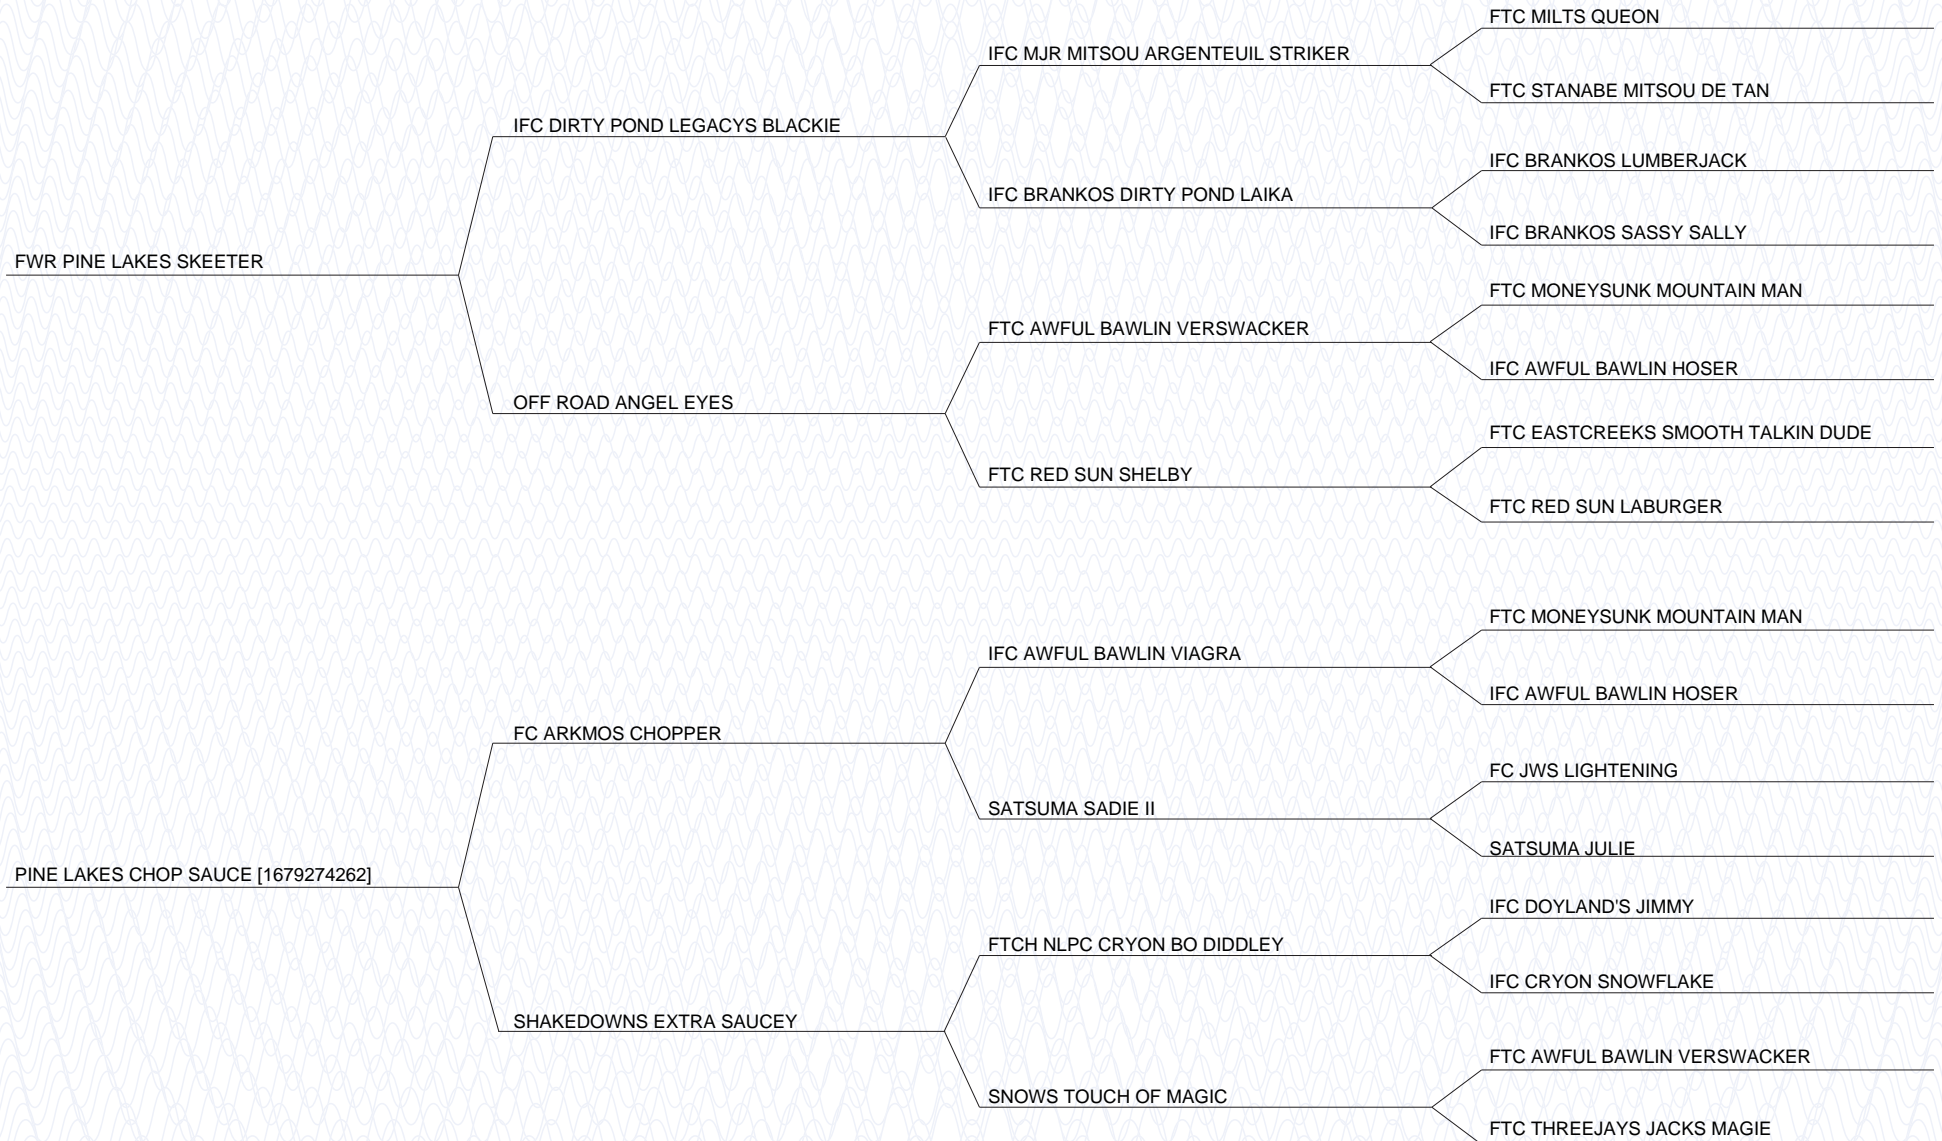 FTC MILTS QUEON
IFC MJR MITSOU ARGENTEUIL STRIKER
FTC STANABE MITSOU DE TAN
IFC DIRTY POND LEGACYS BLACKIE
IFC BRANKOS LUMBERJACK
IFC BRANKOS DIRTY POND LAIKA
IFC BRANKOS SASSY SALLY
FWR PINE LAKES SKEETER
FTC MONEYSUNK MOUNTAIN MAN
FTC AWFUL BAWLIN VERSWACKER
IFC AWFUL BAWLIN HOSER
OFF ROAD ANGEL EYES
FTC EASTCREEKS SMOOTH TALKIN DUDE
FTC RED SUN SHELBY
FTC RED SUN LABURGER
FTC MONEYSUNK MOUNTAIN MAN
IFC AWFUL BAWLIN VIAGRA
IFC AWFUL BAWLIN HOSER
FC ARKMOS CHOPPER
FC JWS LIGHTENING
SATSUMA SADIE II
SATSUMA JULIE
PINE LAKES CHOP SAUCE [1679274262]
IFC DOYLAND'S JIMMY
FTCH NLPC CRYON BO DIDDLEY
IFC CRYON SNOWFLAKE
SHAKEDOWNS EXTRA SAUCEY
FTC AWFUL BAWLIN VERSWACKER
SNOWS TOUCH OF MAGIC
FTC THREEJAYS JACKS MAGIE